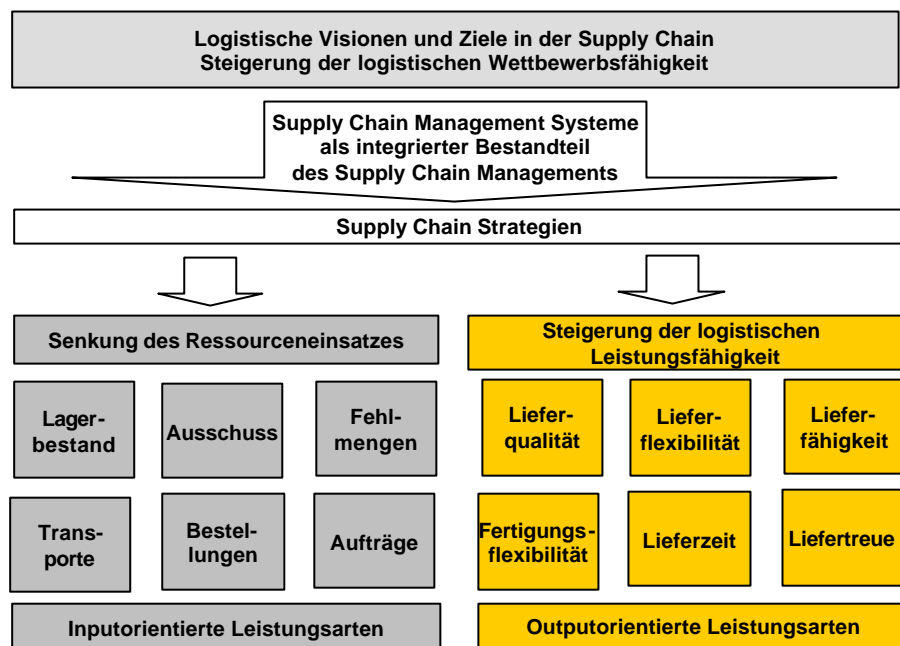 Logistische Visionen und Ziele in der Supply Chain
Steigerung der logistischen Wettbewerbsfähigkeit
Supply Chain Management Systeme
als integrierter Bestandteil
des Supply Chain Managements
Supply Chain Strategien
Senkung des Ressourceneinsatzes
Lager-
bestand
Ausschuss
Fehl-
mengen
Trans-
porte
Bestel-
lungen
Aufträge
Inputorientierte Leistungsarten
Steigerung der logistischen
Leistungsfähigkeit
Liefer-
qualität
Liefer-
flexibilität
Liefer-
fähigkeit
Fertigungs-
flexibilität
Lieferzeit
Liefertreue
Outputorientierte Leistungsarten